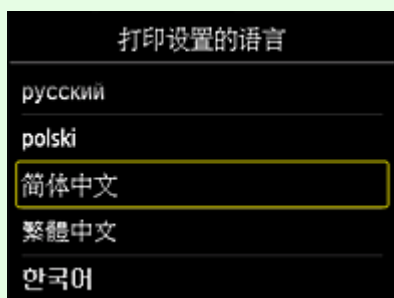 打印设置的语言
русский
polski
简体中文
繁體中文
한국어